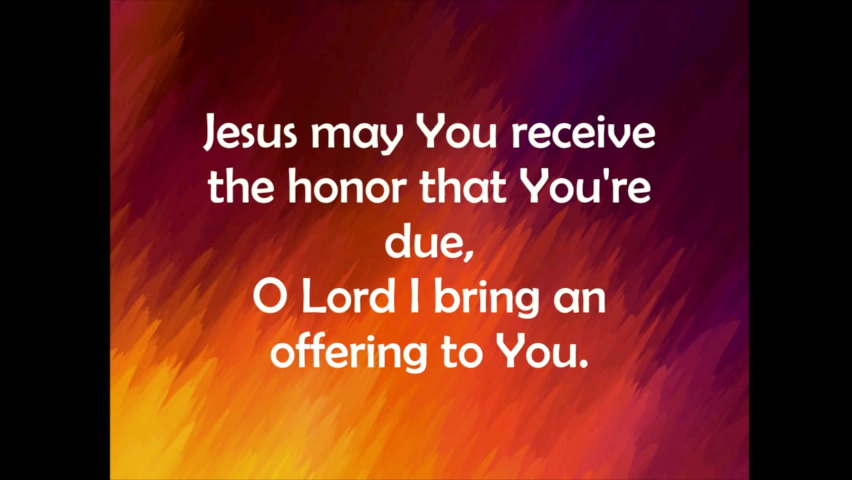 Jesus may You receive
the honor that You're
due,
O Lord I bring an
offering to You.